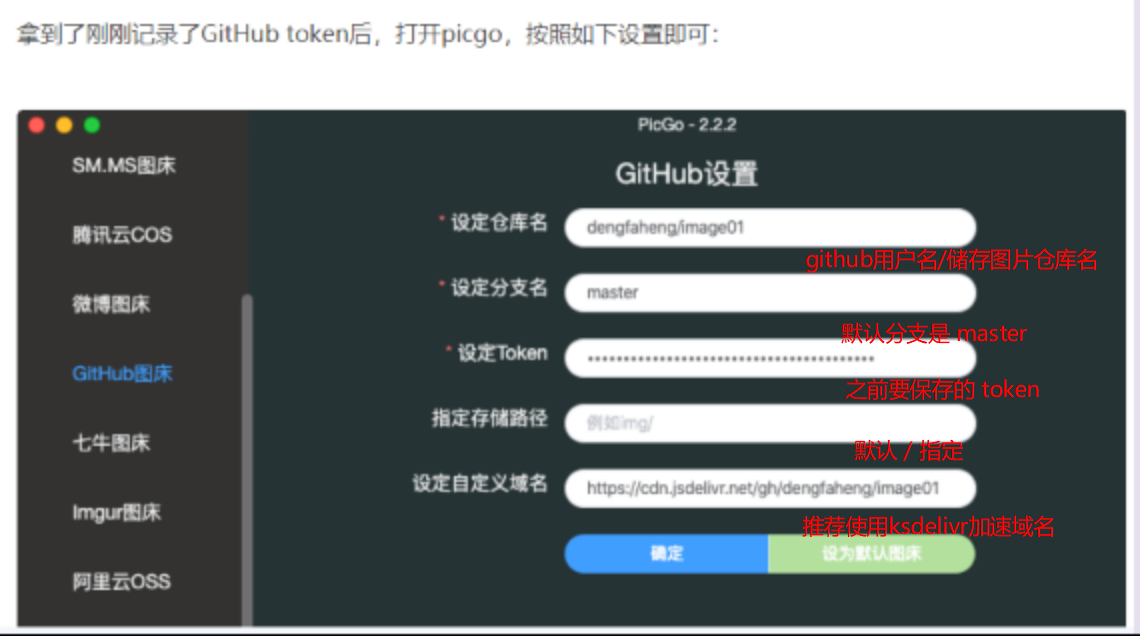 拿到了刚刚记录了GitHub token后，打开picgo，按照如下设置即可：
PicGo - 2.2.2
SM.MS图床
腾讯云COS
微博图床
GitHub图床
七牛图床
Imgur图床
阿里云OSS
GitHub设置
* 设定仓库名
dengfaheng/image01
github用户名/储存图片仓库名
* 设定分支名
master
默认分支是 master
* 设定Token
****************************************
之前要保存的 token
指定存储路径
例如img/
默认 / 指定
设定自定义域名
https://cdn.jsdelivr.net/gh/dengfaheng/image01
推荐使用ksdelivr加速域名
确定
设为默认图床